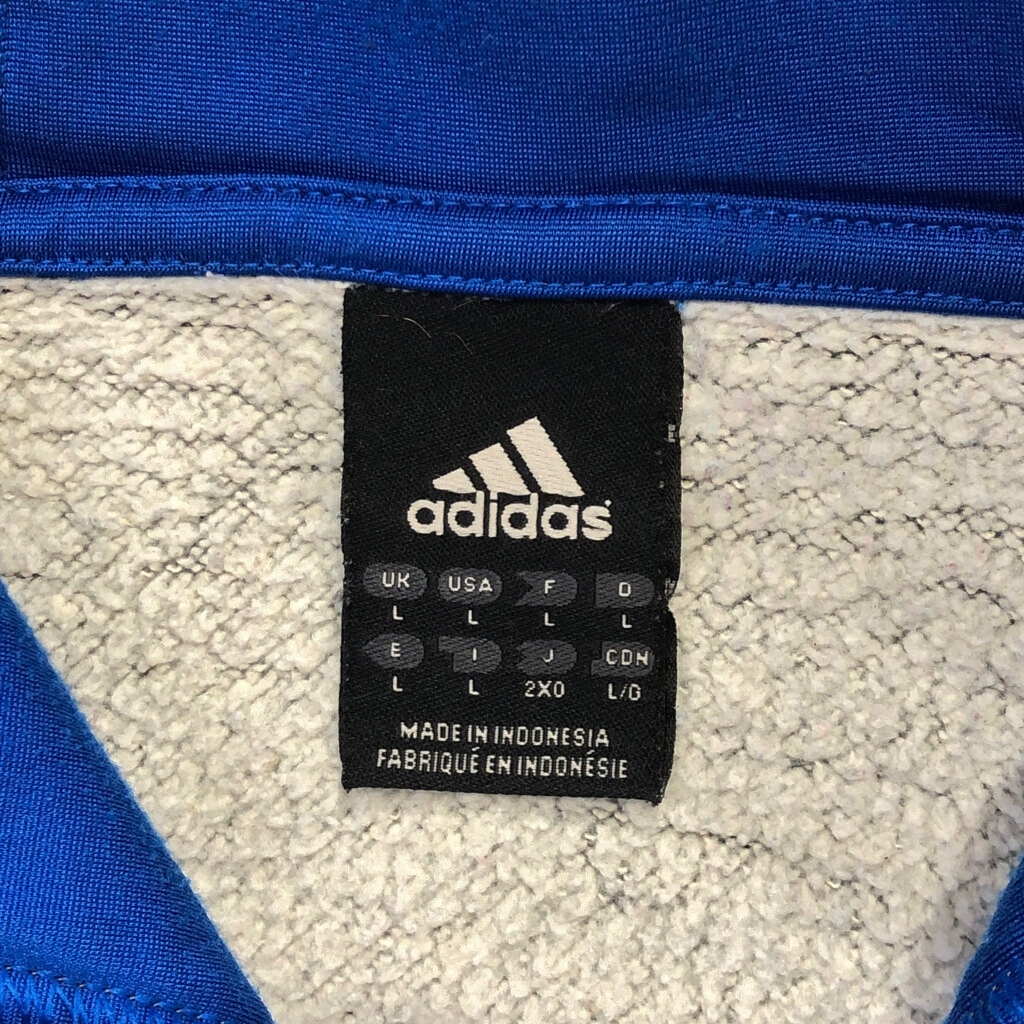 adidas
UK USA F D
L L L L
E I J CDN
L L 2XO L/G
MADE IN INDONESIA
FABRIQUÉ EN INDONÉSIE